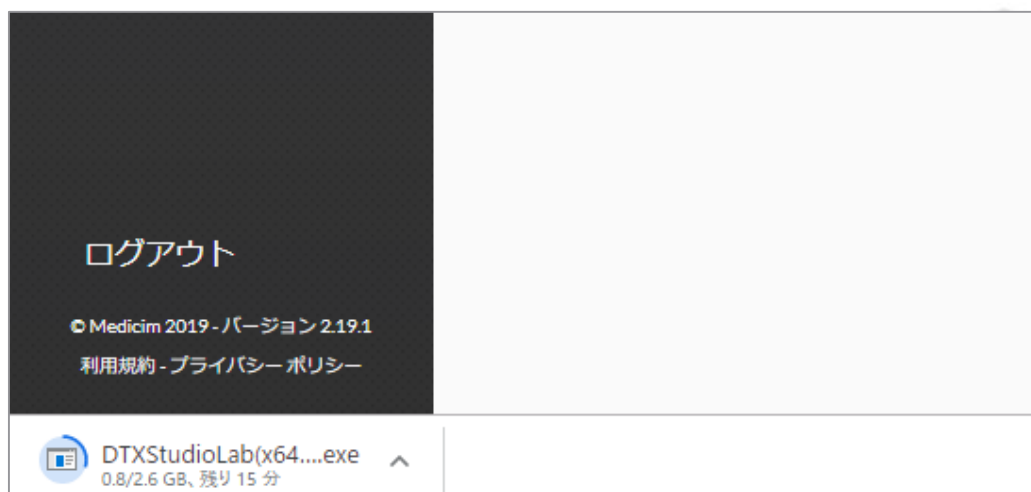 ログアウト
© Medicim 2019 - バージョン 2.19.1
利用規約 - プライバシー ポリシー
DTXStudioLab(x64....exe
0.8/2.6 GB、残り 15 分